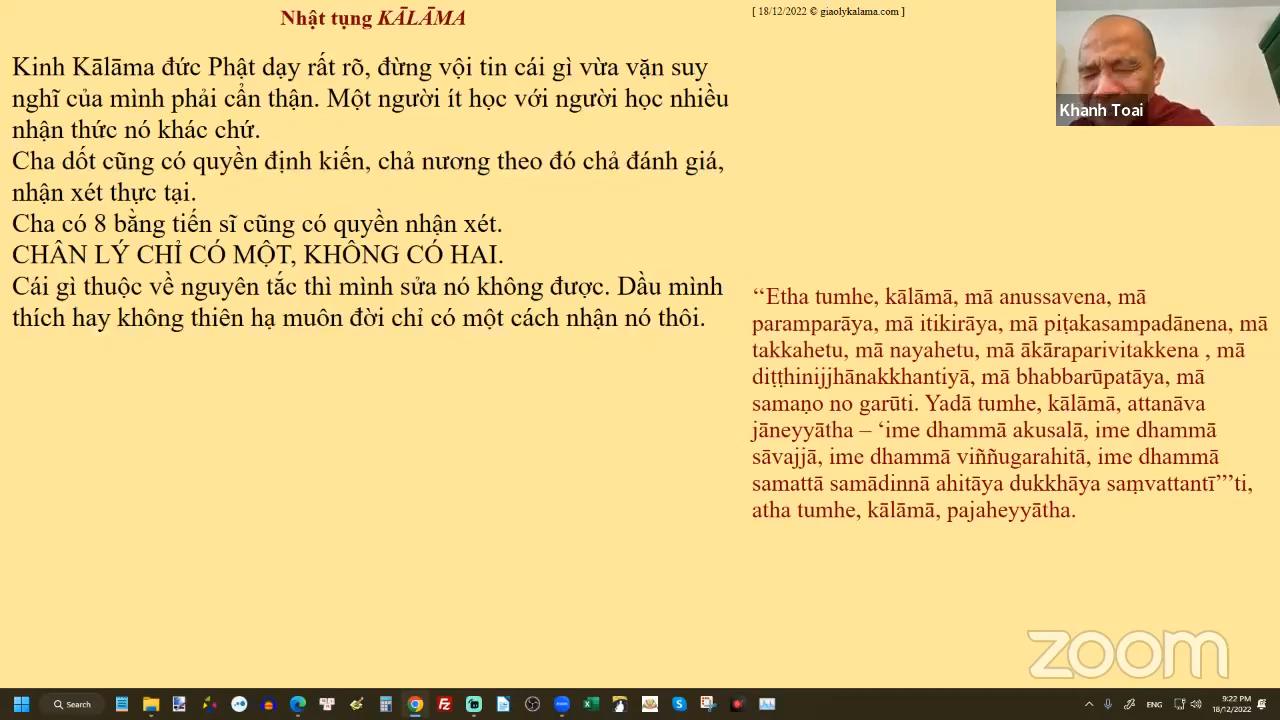 Nhật tụng KĀLĀMA
[ 18/12/2022 © giaolykalama.com ]
Kinh Kālāma đức Phật dạy rất rõ, đừng vội tin cái gì vừa vặn suy
nghĩ của mình phải cẩn thận. Một người ít học với người học nhiều
nhận thức nó khác chứ.
Cha dốt cũng có quyền định kiến, chả nương theo đó chả đánh giá,
nhận xét thực tại.
Cha có 8 bằng tiến sĩ cũng có quyền nhận xét.
CHÂN LÝ CHỈ CÓ MỘT, KHÔNG CÓ HAI.
Cái gì thuộc về nguyên tắc thì mình sửa nó không được. Dầu mình
thích hay không thiên hạ muôn đời chỉ có một cách nhận nó thôi.
Khanh Toai
“Etha tumhe, kālāmā, mā anussavena, mā
paramparāya, mā itikirāya, mā piṭakasampadānena, mā
takkahetu, mā nayahetu, mā ākāraparivitakkena , mā
diṭṭhinijjhānakkhantiyā, mā bhabbarūpatāya, mā
samaṇo no garūti. Yadā tumhe, kālāmā, attanāva
jāneyyātha – ‘ime dhammā akusalā, ime dhammā
sāvajjā, ime dhammā viññugarahitā, ime dhammā
samattā samādinnā ahitāya dukkhāya saṃvattantī”’ti,
atha tumhe, kālāmā, pajaheyyātha.
zoom
Search
ENG
9:22 PM
18/12/2022